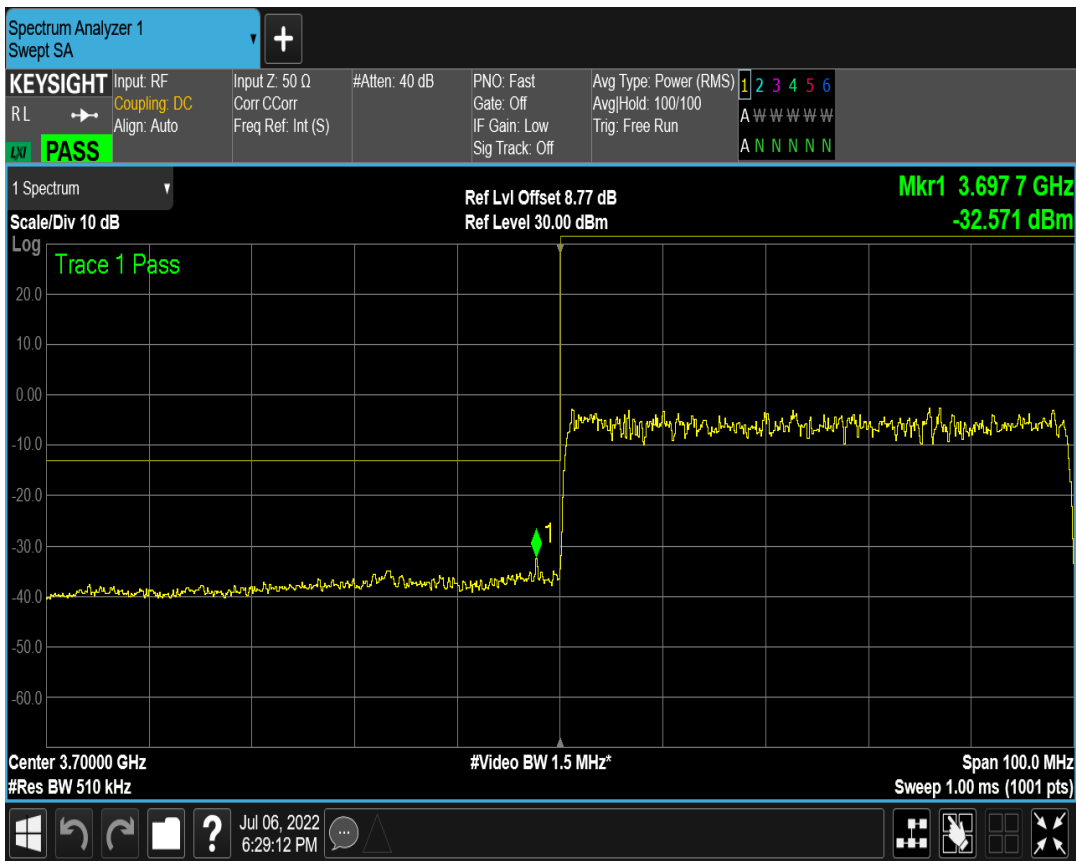 Spectrum Analyzer 1
Swept SA
+
KEYSIGHT
RL
LXI PASS
Input: RF
Coupling: DC
Align: Auto
Input Z: 50 Ω
Corr CCorr
Freq Ref: Int (S)
#Atten: 40 dB
PNO: Fast
Gate: Off
IF Gain: Low
Sig Track: Off
Avg Type: Power (RMS)
Avg|Hold: 100/100
Trig: Free Run
1 2 3 4 5 6
A W W W W W
A N N N N N
1 Spectrum
Scale/Div 10 dB
Ref Lvl Offset 8.77 dB
Ref Level 30.00 dBm
Mkr1 3.697 7 GHz
-32.571 dBm
Log
Trace 1 Pass
20.0
10.0
0.00
-10.0
-20.0
-30.0
-40.0
-50.0
-60.0
1
Center 3.70000 GHz
#Res BW 510 kHz
#Video BW 1.5 MHz*
Span 100.0 MHz
Sweep 1.00 ms (1001 pts)
?
Jul 06, 2022
6:29:12 PM